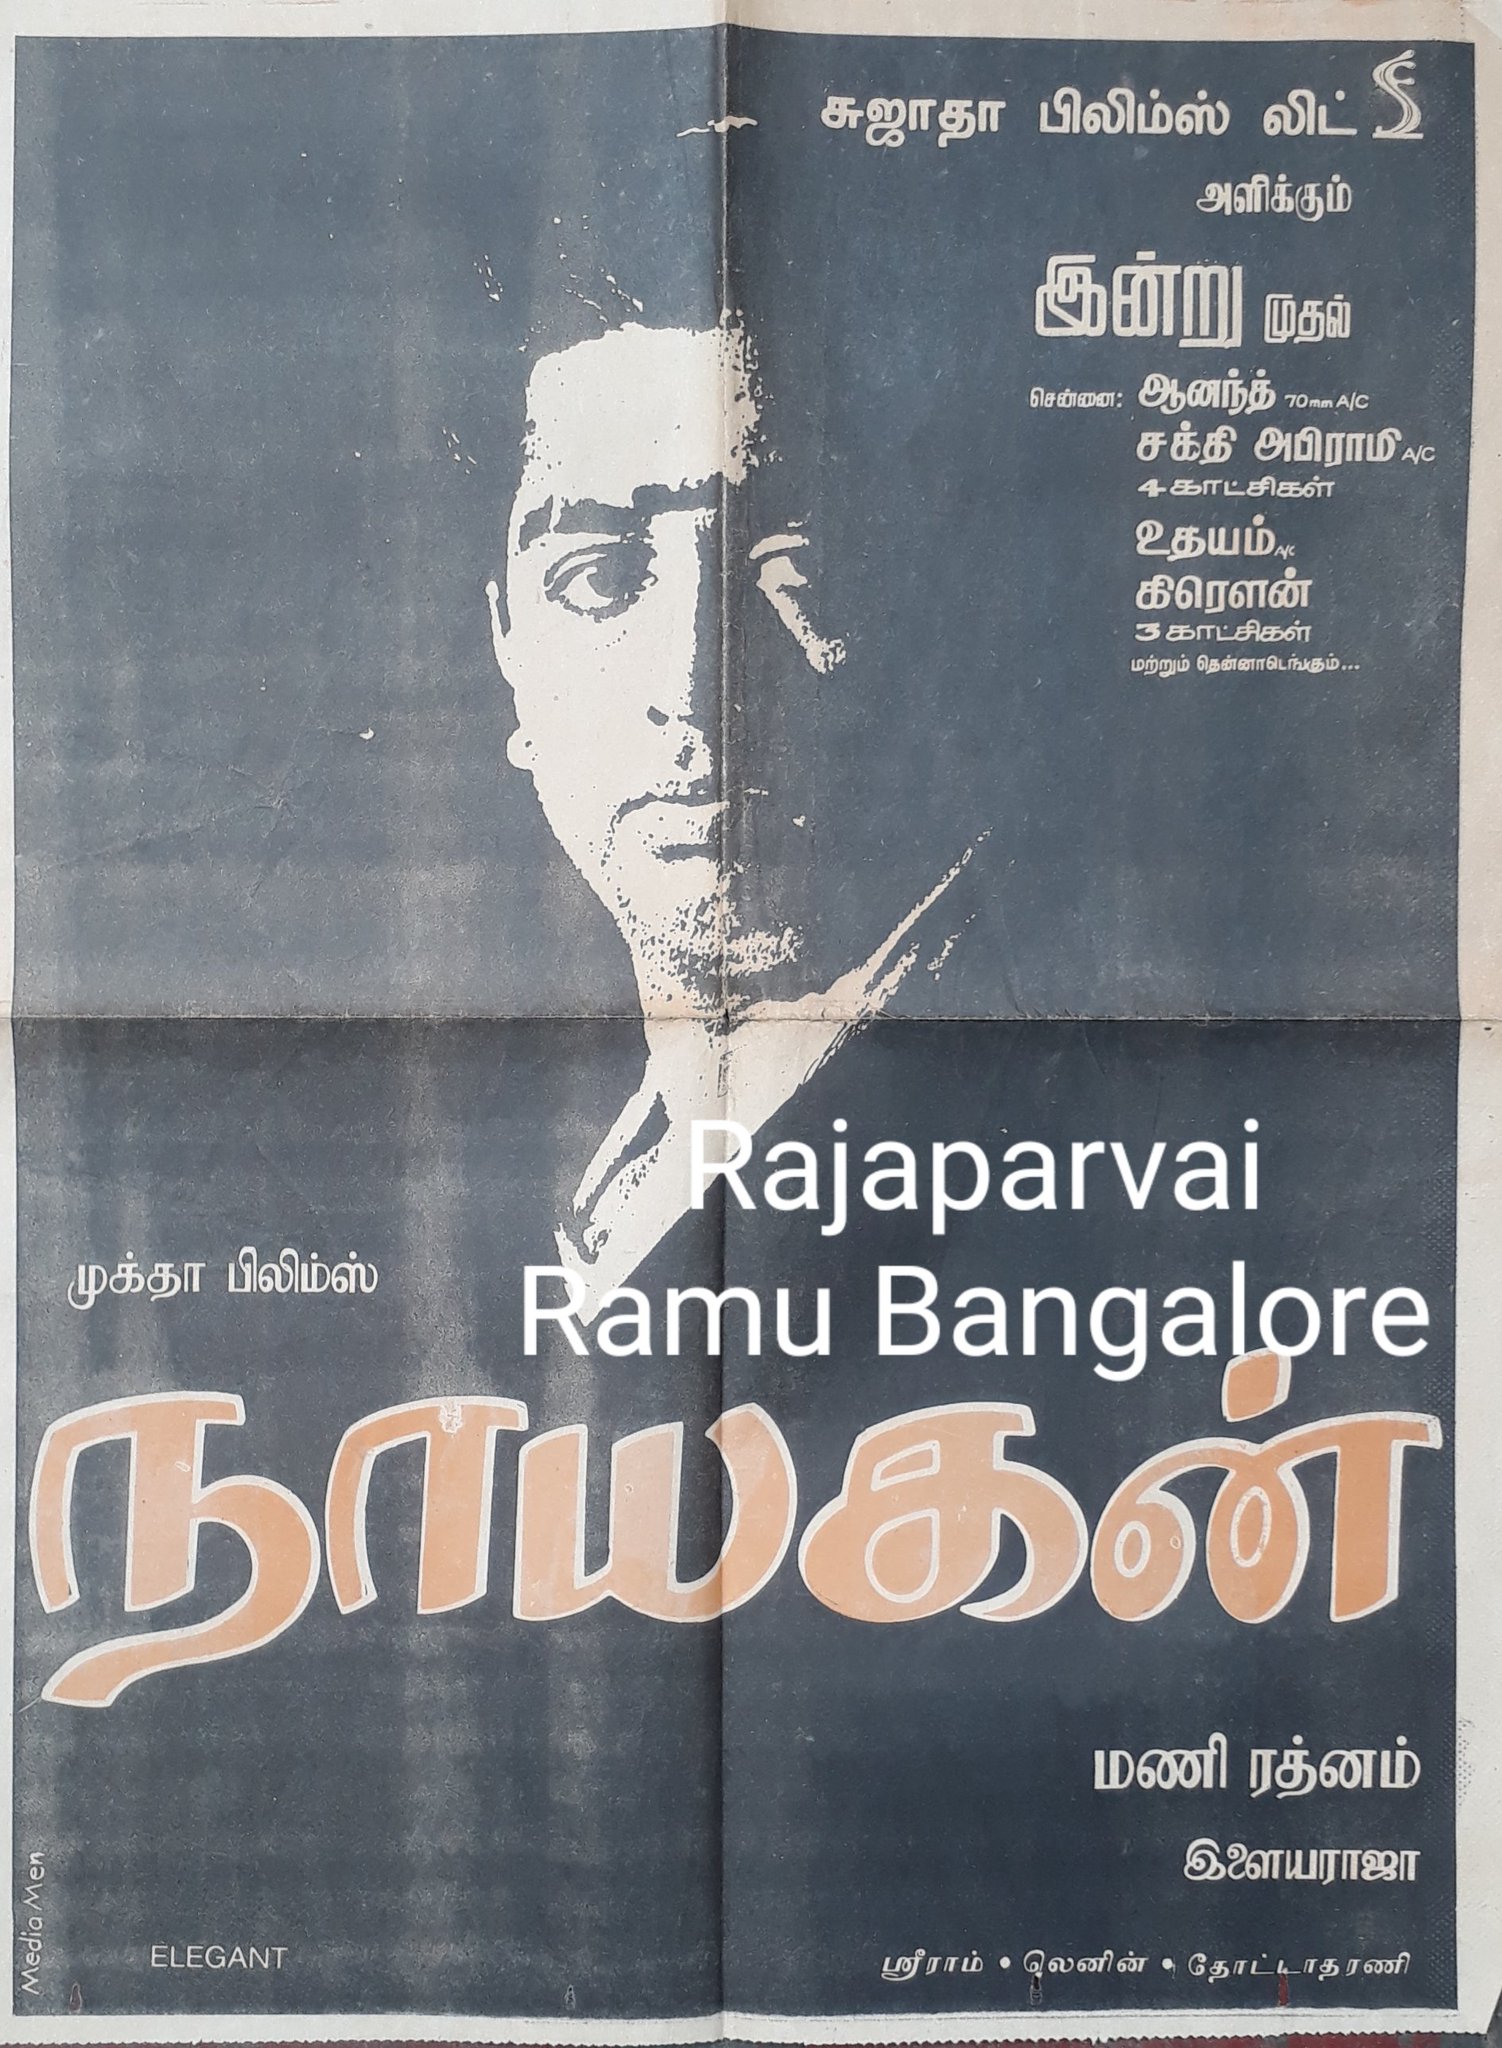 சுஜாதா பிலிம்ஸ் லிட்
அளிக்கும்
இன்று முதல்
சென்னை: ஆனந்த் 70mm A/C
சக்தி அபிராமி A/C
4 காட்சிகள்
உதயம் A/C
கிரௌன்
3 காட்சிகள்
மற்றும் தென்னாடெங்கும்...
Rajaparvai
Ramu Bangalore
முக்தா பிலிம்ஸ்
நாயகன்
மணி ரத்னம்
இளையராஜா
Media Men
ELEGANT
ஸ்ரீராம் • லெனின் • தோட்டாதரணி